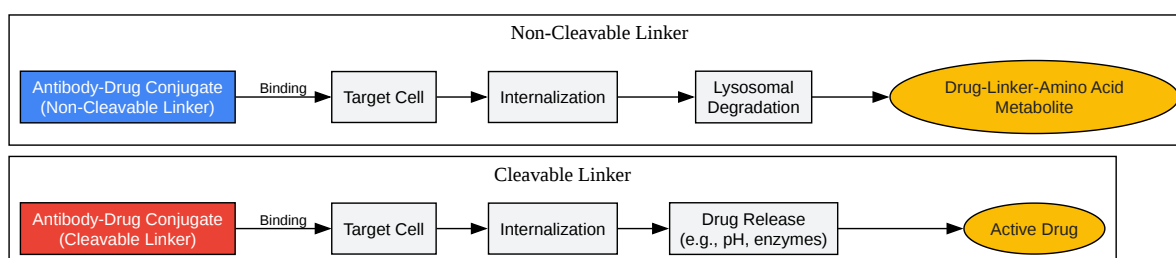 Non-Cleavable Linker
Antibody-Drug Conjugate
(Non-Cleavable Linker)
Binding
Target Cell
Internalization
Lysosomal
Degradation
Drug-Linker-Amino Acid
Metabolite
Cleavable Linker
Antibody-Drug Conjugate
(Cleavable Linker)
Binding
Target Cell
Internalization
Drug Release
(e.g., pH, enzymes)
Active Drug